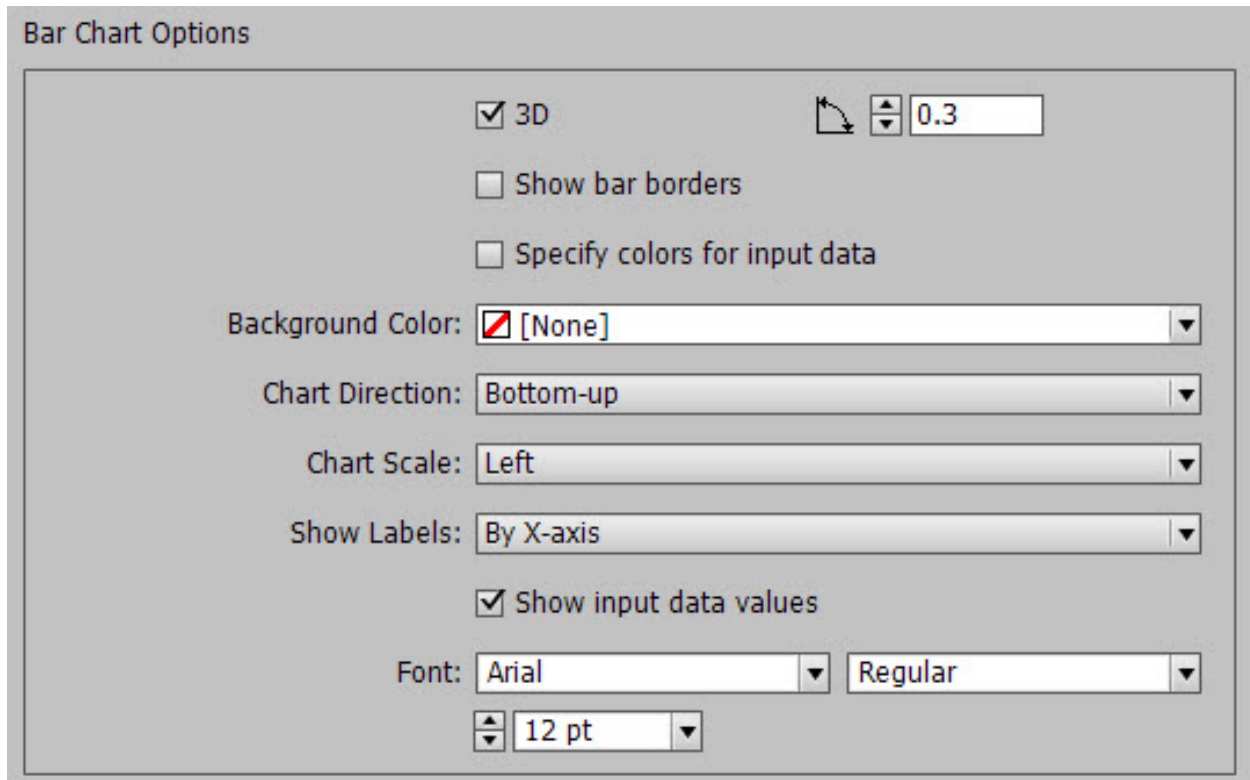 Bar Chart Options
3D 0.3
Show bar borders
Specify colors for input data
Background Color: [None]
Chart Direction: Bottom-up
Chart Scale: Left
Show Labels: By X-axis
Show input data values
Font: Arial Regular
12 pt